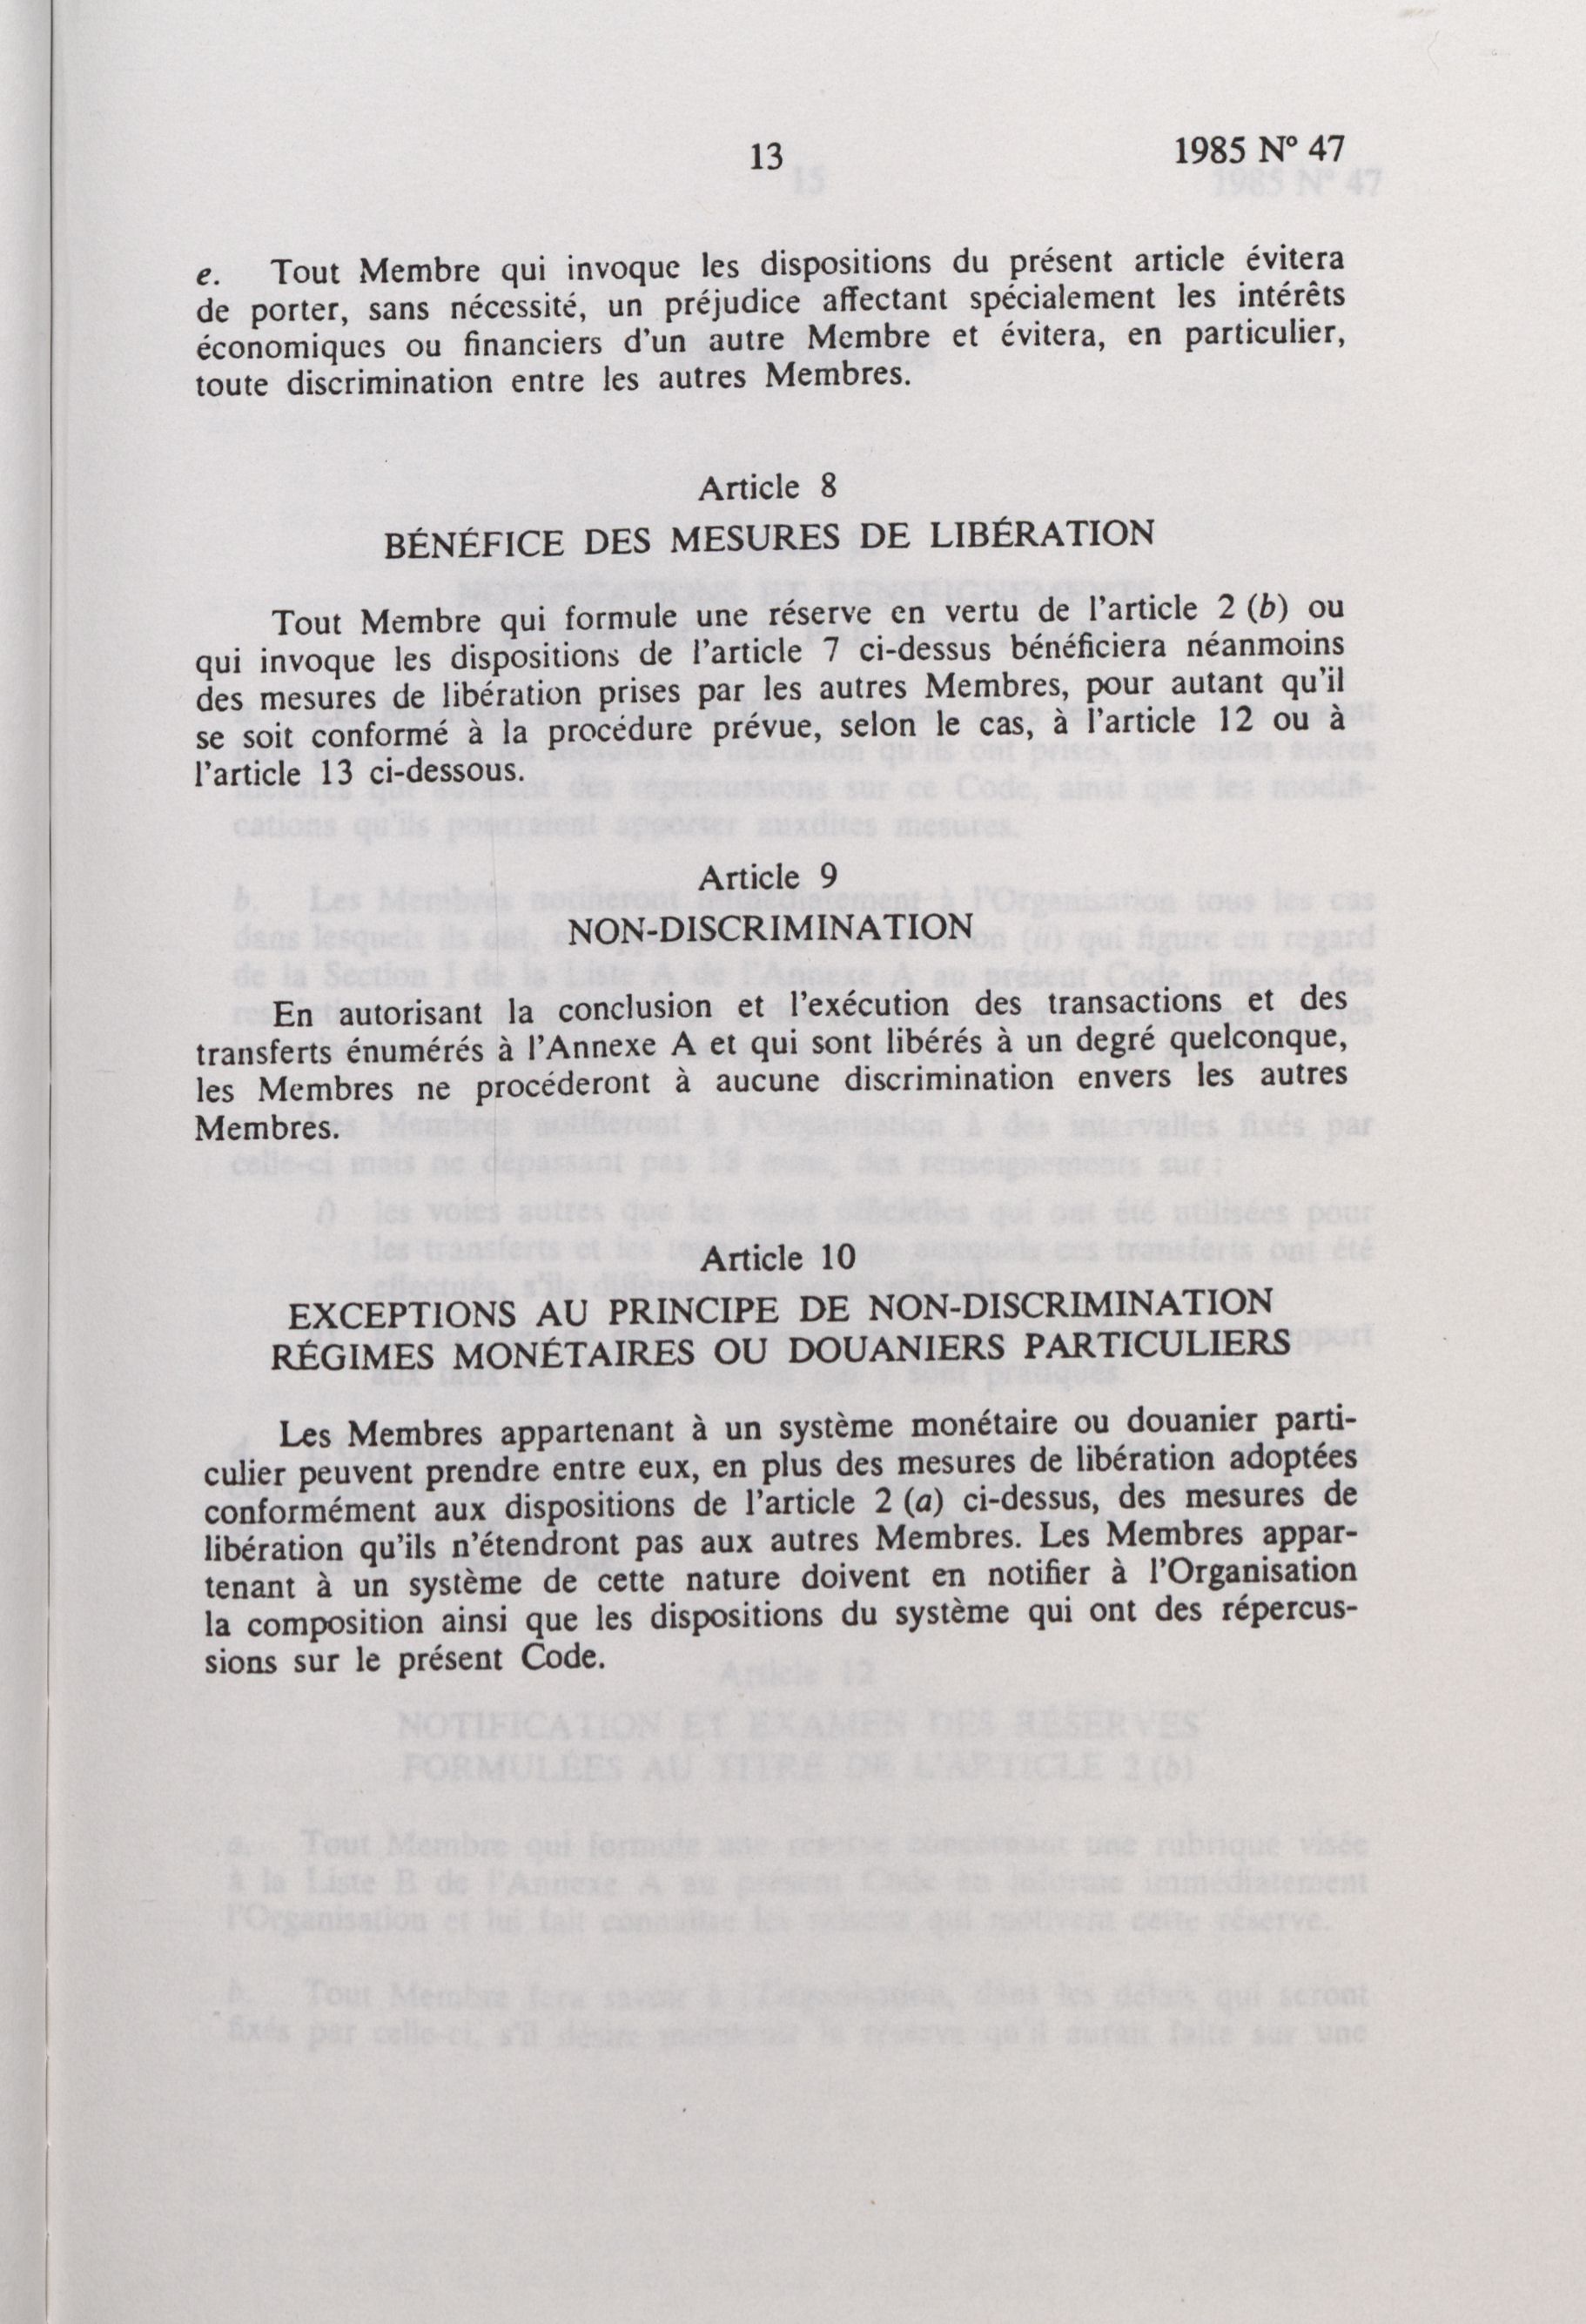 13
1985 N° 47
e. Tout Membre qui invoque les dispositions du présent article évitera
de porter, sans nécessité, un préjudice affectant spécialement les intérêts
économiques ou financiers d'un autre Membre et évitera, en particulier,
toute discrimination entre les autres Membres.
Article 8
BÉNÉFICE DES MESURES DE LIBÉRATION
Tout Membre qui formule une réserve en vertu de l'article 2 (b) ou
qui invoque les dispositions de l'article 7 ci-dessus bénéficiera néanmoins
des mesures de libération prises par les autres Membres, pour autant qu'il
se soit conformé à la procédure prévue, selon le cas, à l'article 12 ou à
l'article 13 ci-dessous.
Article 9
NON-DISCRIMINATION
En autorisant la conclusion et l'exécution des transactions et des
transferts énumérés à l'Annexe A et qui sont libérés à un degré quelconque,
les Membres ne procéderont à aucune discrimination envers les autres
Membres.
Article 10
EXCEPTIONS AU PRINCIPE DE NON-DISCRIMINATION
RÉGIMES MONÉTAIRES OU DOUANIERS PARTICULIERS
Les Membres appartenant à un système monétaire ou douanier parti-
culier peuvent prendre entre eux, en plus des mesures de libération adoptées
conformément aux dispositions de l'article 2 (a) ci-dessus, des mesures de
libération qu'ils n'étendront pas aux autres Membres. Les Membres appar-
tenant à un système de cette nature doivent en notifier à l'Organisation
la composition ainsi que les dispositions du système qui ont des répercus-
sions sur le présent Code.